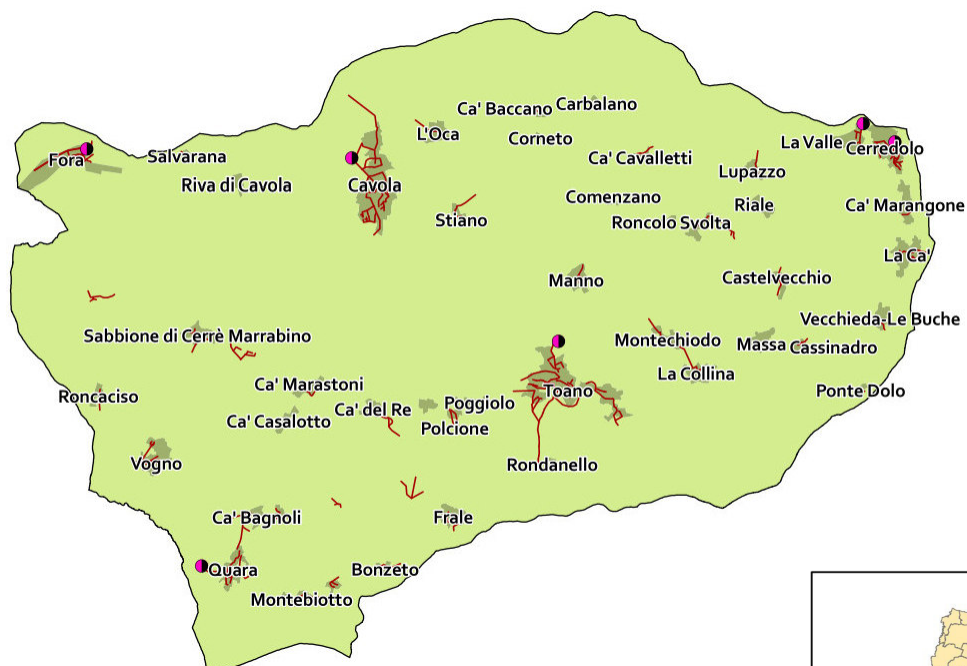 Ca' Baccano
Carbalano
L'Oca
Corneto
La Valle
Cerredolo
Fora
Salvarana
Ca' Cavalletti
Lupazzo
Riva di Cavola
Cavola
Comenzano
Riale
Ca' Marangone
Stiano
Roncolo
Svolta
La Ca'
Manno
Castelvecchio
Vecchieda-Le Buche
Sabbione di Cerrè Marrabino
Montechiodo
Massa
Cassinadro
La Collina
Ca' Marastoni
Toano
Ponte Dolo
Roncaciso
Ca' del Re
Poggiolo
Ca' Casalotto
Polcione
Vogno
Rondanello
Ca' Bagnoli
Frale
Quara
Bonzeto
Montebiotto